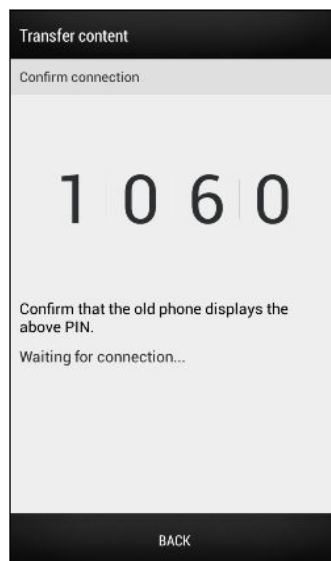 Transfer content
Confirm connection
1 0 6 0
Confirm that the old phone displays the
above PIN.
Waiting for connection...
BACK